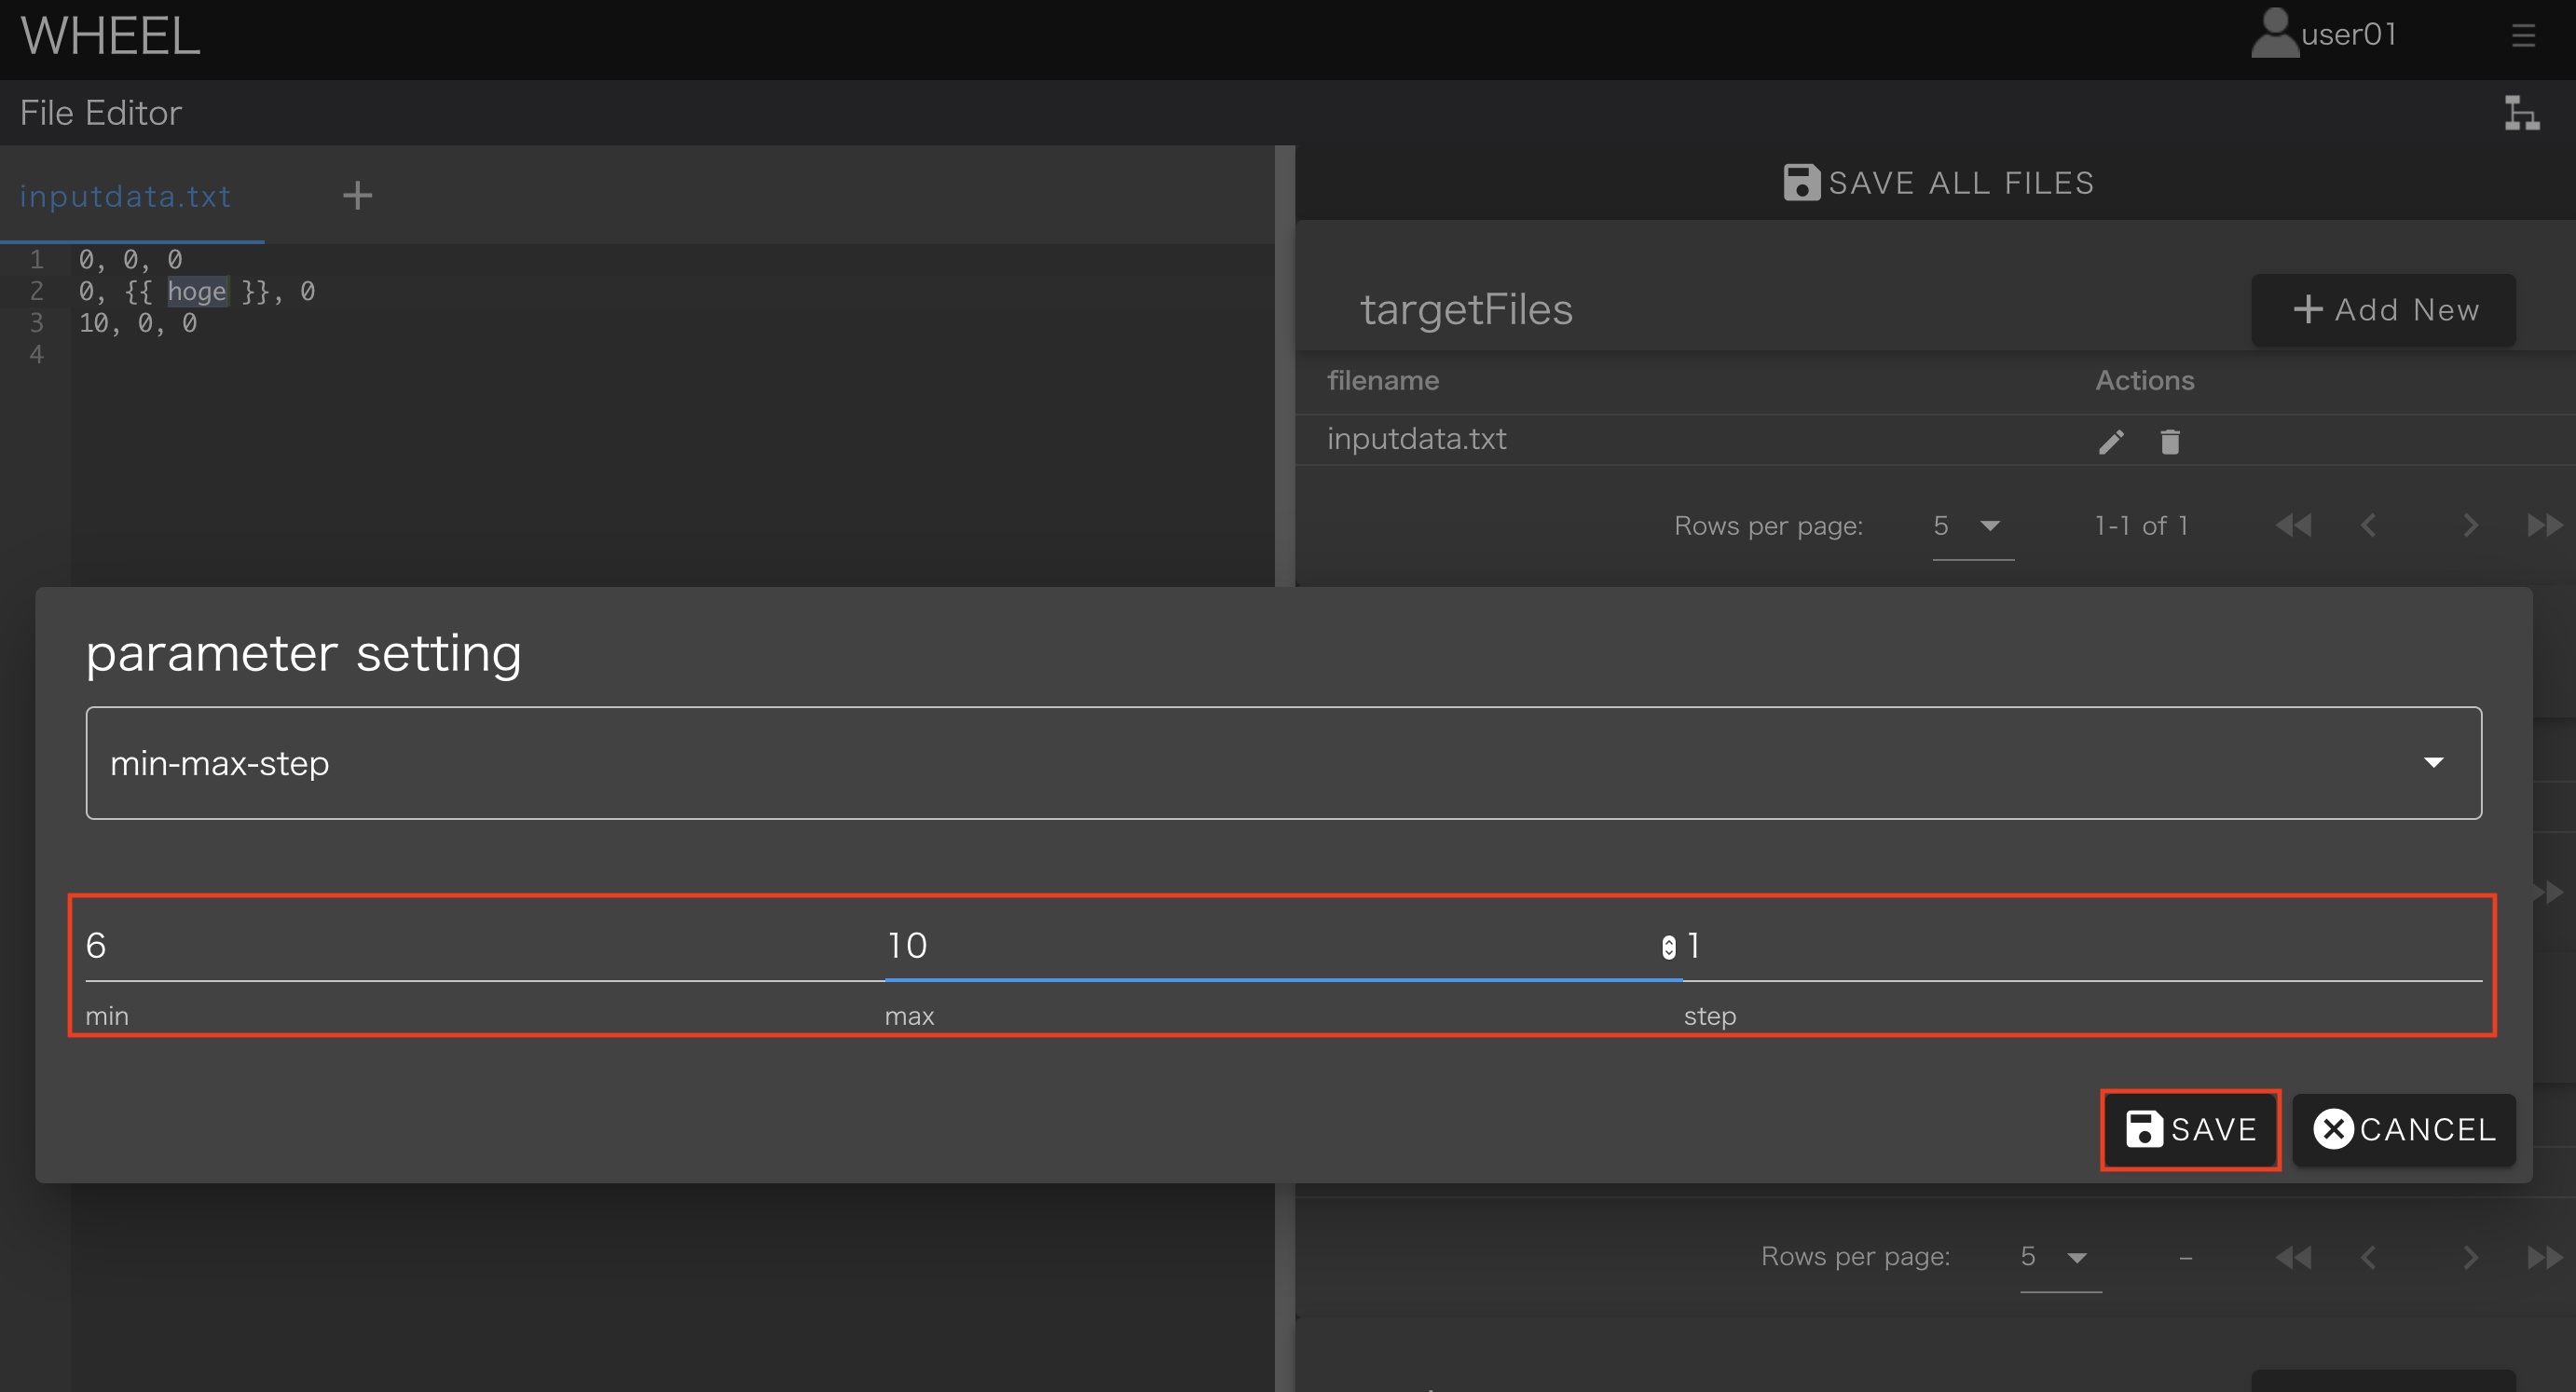 WHEEL
user01
File Editor
inputdata.txt
SAVE ALL FILES
1 0, 0, 0
2 0, {{ hoge }}, 0
3 10, 0, 0
4
targetFiles
Add New
filename Actions
inputdata.txt
Rows per page: 5 1-1 of 1
parameter setting
min-max-step
6 10 1
min max step
SAVE CANCEL
Rows per page: 5 –